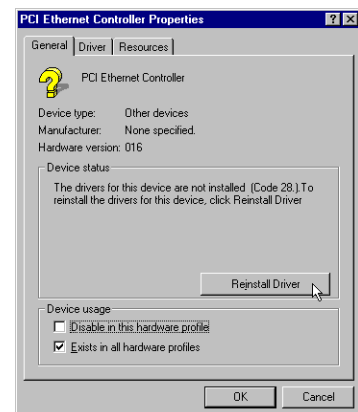 PCI Ethernet Controller Properties
General Driver Resources
PCI Ethernet Controller
Device type: Other devices
Manufacturer: None specified.
Hardware version: 016
Device status
The drivers for this device are not installed (Code 28.).To
reinstall the drivers for this device, click Reinstall Driver
Reinstall Driver
Device usage
Disable in this hardware profile
Exists in all hardware profiles
OK Cancel